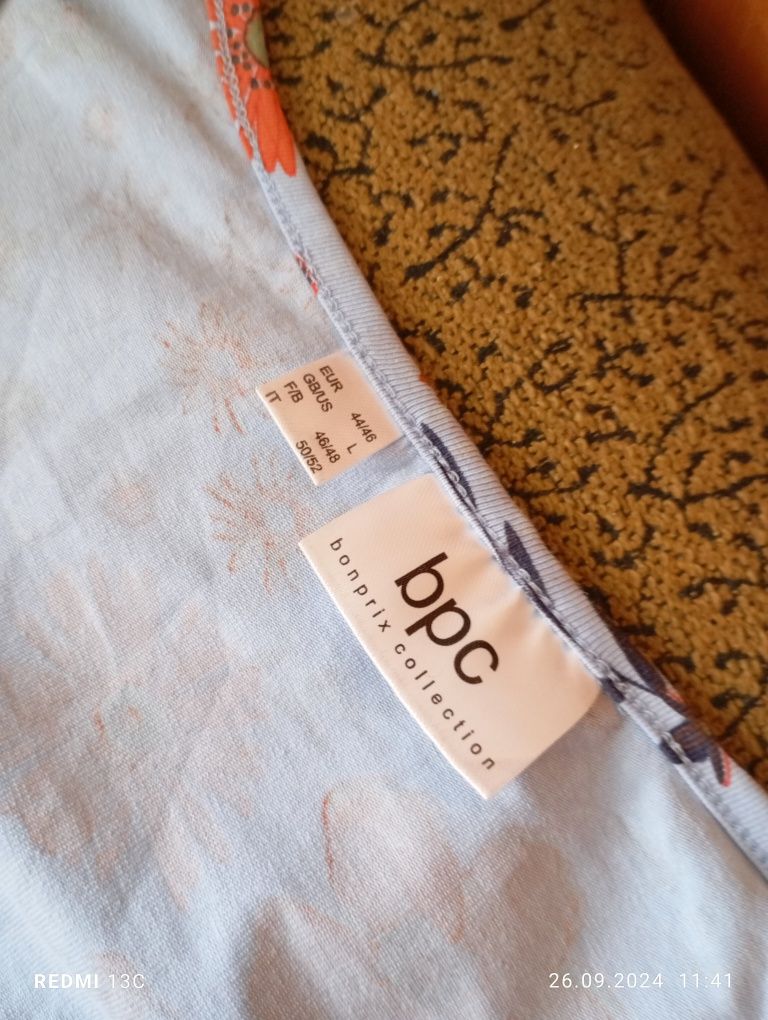 EUR 44/46
GB/US L
F/B 46/48
IT 50/52
bpc
bonprix collection
REDMI 13C
26.09.2024 11:41